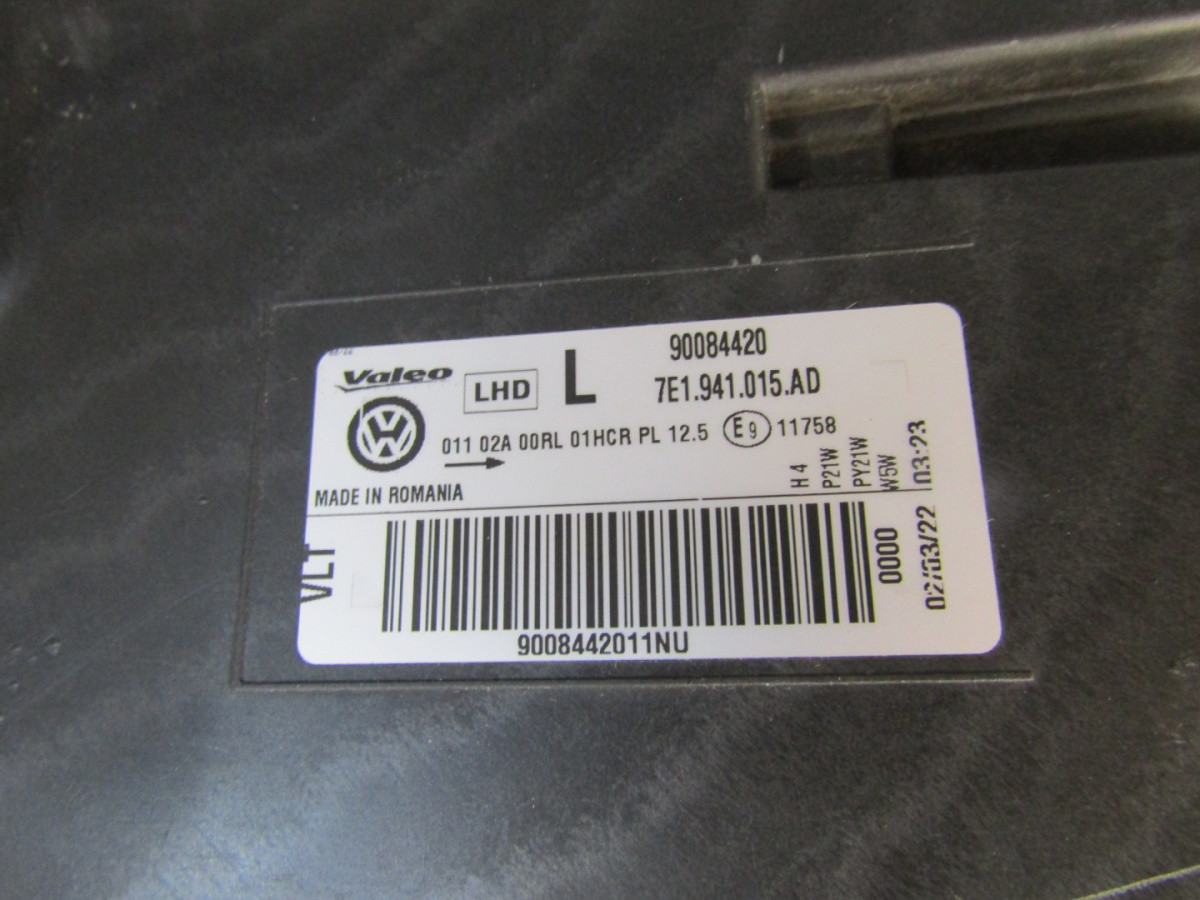 Valeo
LHD
L
90084420
7E1.941.015.AD
011 02A 00RL 01HCR PL 12.5 E9 11758
MADE IN ROMANIA
H4
P21W
PY21W
W5W
03:23
VLT
0000
02/03/22
9008442011NU